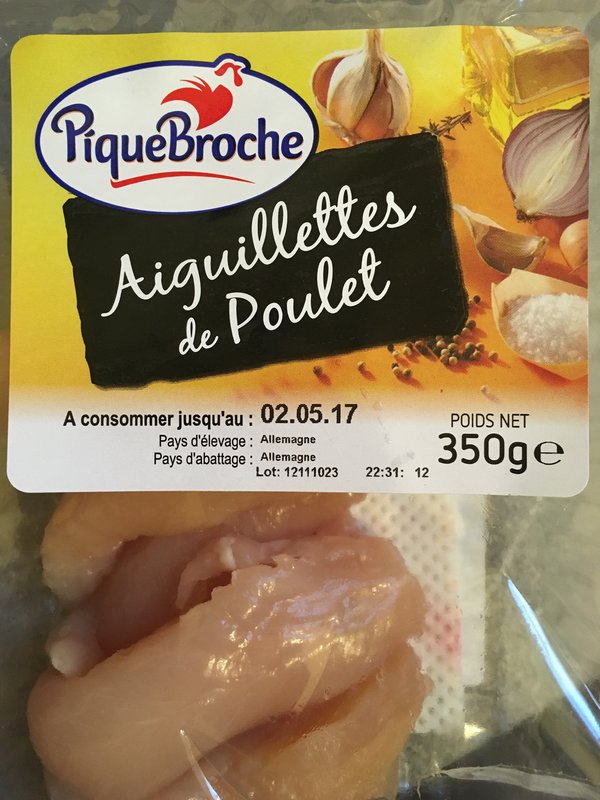 PiqueBroche
Aiguillettes
de Poulet
A consommer jusqu'au : 02.05.17
Pays d'élevage : Allemagne
Pays d'abattage : Allemagne
Lot: 12111023 22:31: 12
POIDS NET
350g e